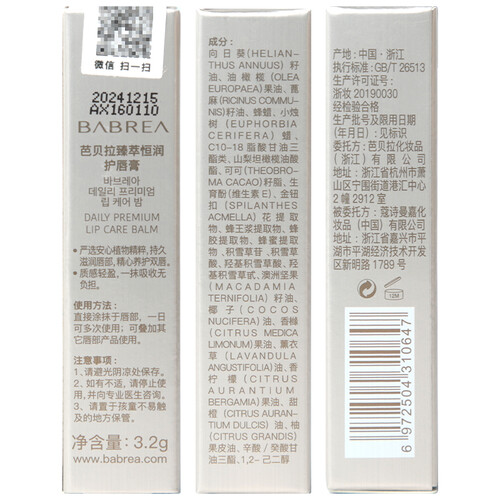 微信 扫一扫
20241215
AX160110
BABREA
芭贝拉臻萃恒润
护唇膏
바브레아
데일리 프리미엄
립 케어 밤
DAILY PREMIUM
LIP CARE BALM
• 严选安心植物精粹，持久
滋润唇部，精心养护双唇。
• 质感轻盈，一抹吸收无
负担。
使用方法：
直接涂抹于唇部，一日
可多次使用；可叠加其
它唇部产品使用。
注意事项：
1、请避光阴凉处保存。
2、如有不适，请停止使
用，并向专业医生咨询
3、请置于孩童不易触
及的地方保管。
净含量：3.2g
www.babrea.com
成分：
向日葵(HELIAN-
THUS ANNUUS) 籽
油、油橄榄 (OLEA
EUROPAEA) 果油、蓖
麻 (RICINUS COMMU-
NIS) 籽油、蜂蜡、小烛
树 (EUPHORBIA
CERIFERA) 蜡 、
C10-18 脂酸甘油三
酯类、山梨坦橄榄油酸
酯、可可 (THEOBRO-
MA CACAO) 籽脂、生
育酚 (维生素 E)、金钮
扣 (SPILANTHES
ACMELLA) 花 提取
物、蜂王浆提取物、蜂
胶提取物、蜂蜜提取
物、积雪草苷 、积雪草
酸、羟基积雪草酸、羟
基积雪草甙、澳洲坚果
(MACADAMIA
TERNIFOLIA) 籽油、
椰 子 (COCOS
NUCIFERA) 油、香橼
(CITRUS MEDICA
LIMONUM) 果油、薰衣
草 (LAVANDULA
ANGUSTIFOLIA) 油、香
柠 檬 (CITRUS
AURANTIUM
BERGAMIA) 果油、甜
橙 (CITRUS AURAN-
TIUM DULCIS) 油、柚
(CITRUS GRANDIS)
果皮油、辛酸 / 癸酸甘
油三酯、1,2- 己二醇
产地：中国 · 浙江
执行标准：GB/T 26513
生产许可证号：
浙妆 20190030
经检验合格
生产批号及限用日期
(年月日)：见标识
委托方：芭贝拉化妆品
（浙江）有 限 公 司
地址：浙江省杭州市萧
山区宁围街道港汇中心
2 幢 2912 室
被委托方：蔻诗曼嘉化
妆品（中国）有限公司
地址：浙江省嘉兴市平
湖市平湖经济技术开发
区新明路 1789 号
12M
6 972504 310647